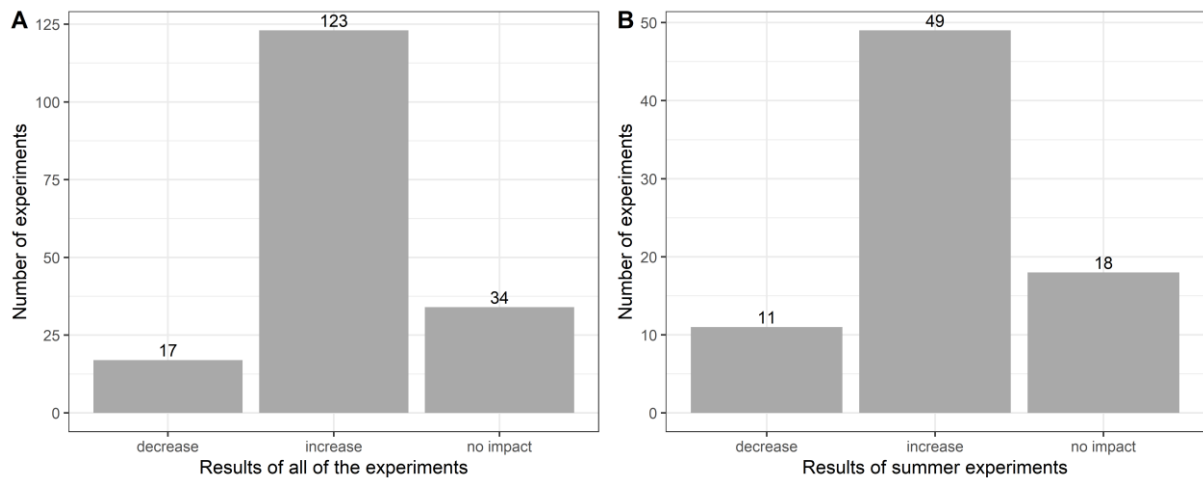 A
Number of experiments
125
100
75
50
25
0
17
123
34
decrease
increase
no impact
Results of all of the experiments
B
Number of experiments
50
40
30
20
10
0
11
49
18
decrease
increase
no impact
Results of summer experiments